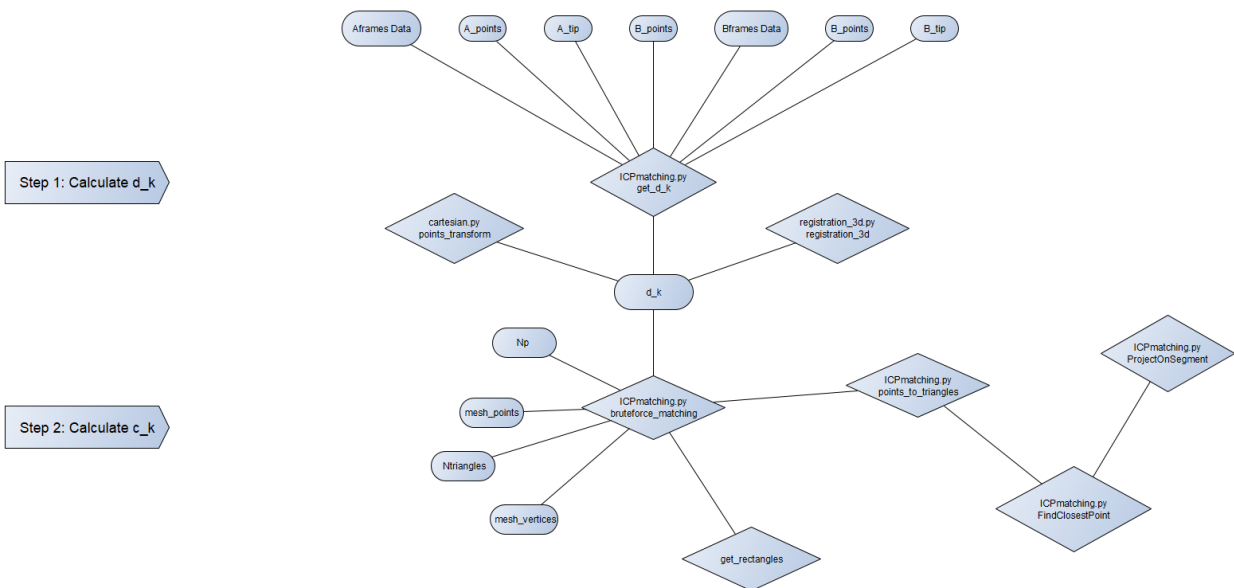 Aframes Data
A_points
A_tip
B_points
Bframes Data
B_points
B_tip
Step 1: Calculate d_k
ICPmatching.py
get_d_k
cartesian.py
points_transform
registration_3d.py
registration_3d
d_k
Np
ICPmatching.py
ProjectOnSegment
ICPmatching.py
points_to_triangles
Step 2: Calculate c_k
mesh_points
ICPmatching.py
bruteforce_matching
Ntriangles
mesh_vertices
ICPmatching.py
FindClosestPoint
get_rectangles